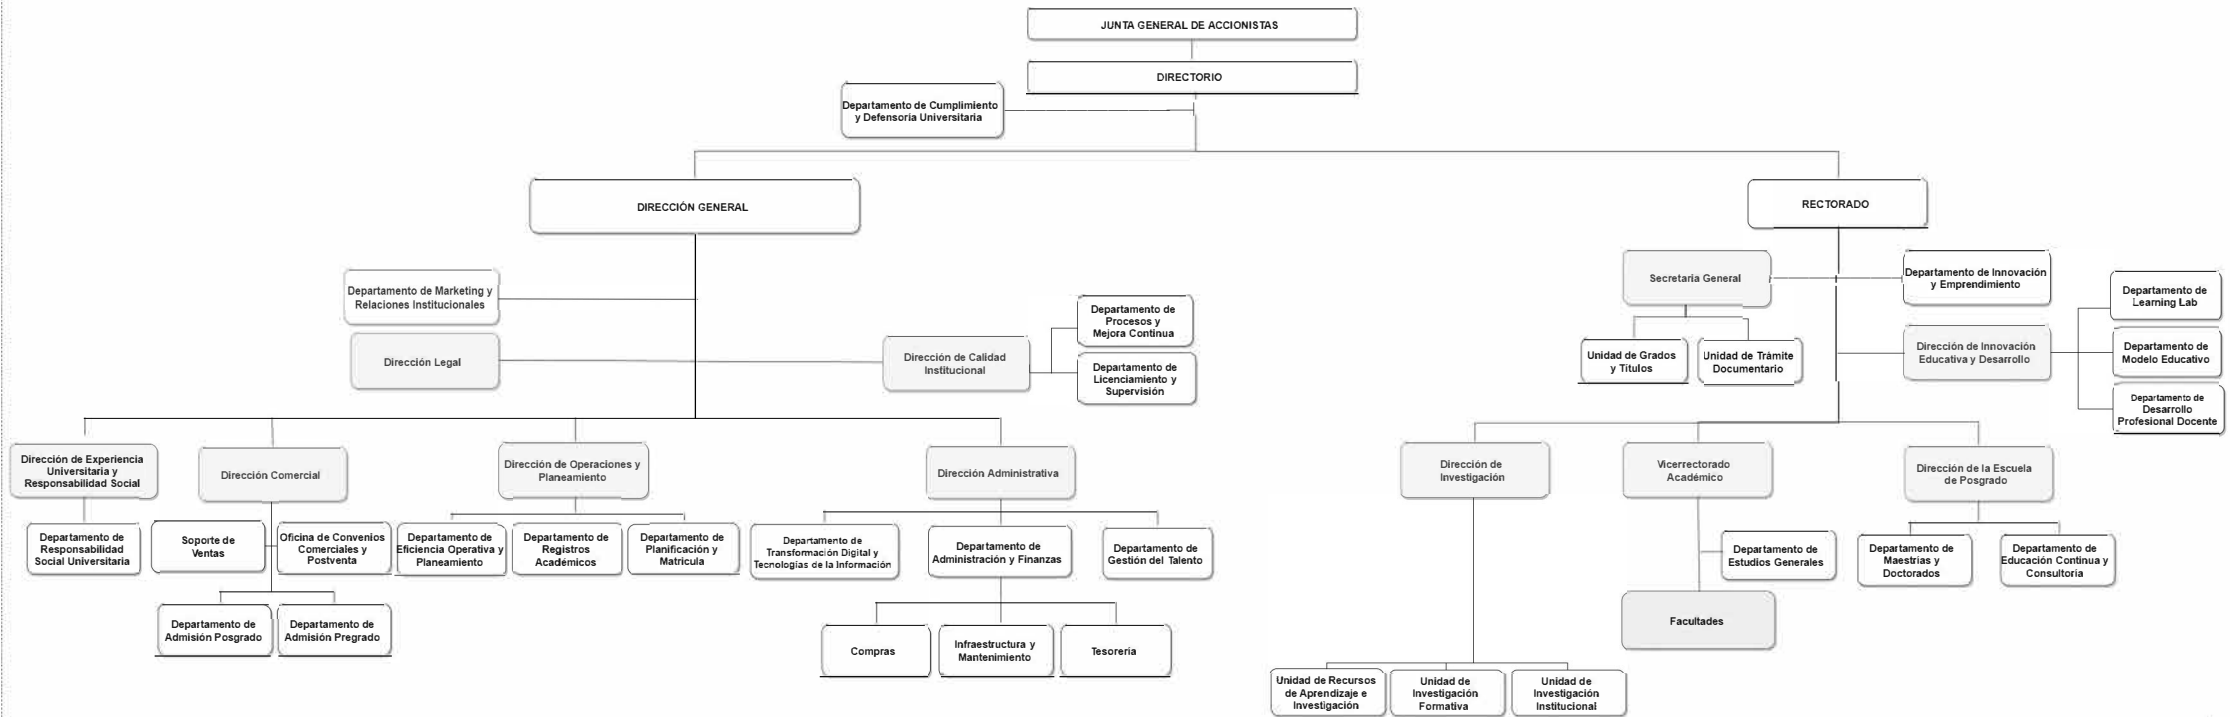 JUNTA GENERAL DE ACCIONISTAS
DIRECTORIO
Departamento de Cumplimiento
y Defensoría Universitaria
DIRECCIÓN GENERAL
RECTORADO
Departamento de Marketing y
Relaciones Institucionales
Dirección Legal
Dirección de Calidad
Institucional
Departamento de
Procesos y
Mejora Continua
Departamento de
Licenciamiento y
Supervisión
Secretaria General
Departamento de Innovación
y Emprendimiento
Unidad de Grados
y Títulos
Unidad de Trámite
Documentario
Dirección de Innovación
Educativa y Desarrollo
Departamento de
Learning Lab
Departamento de
Modelo Educativo
Departamento de
Desarrollo
Profesional Docente
Dirección de Experiencia
Universitaria y
Responsabilidad Social
Dirección Comercial
Dirección de Operaciones y
Planeamiento
Dirección Administrativa
Dirección de
Investigación
Vicerrectorado
Académico
Dirección de la Escuela
de Posgrado
Departamento de
Responsabilidad
Social Universitaria
Soporte de
Ventas
Oficina de Convenios
Comerciales y
Postventa
Departamento de
Eficiencia Operativa y
Planeamiento
Departamento de
Registros
Académicos
Departamento de
Planificación y
Matricula
Departamento de
Transformación Digital y
Tecnologías de la Información
Departamento de
Administración y Finanzas
Departamento de
Gestión del Talento
Departamento de
Estudios Generales
Departamento de
Maestrías y
Doctorados
Departamento de
Educación Continua y
Consultoría
Departamento de
Admisión Posgrado
Departamento de
Admisión Pregrado
Compras
Infraestructura y
Mantenimiento
Tesorería
Facultades
Unidad de Recursos
de Aprendizaje e
Investigación
Unidad de
Investigación
Formativa
Unidad de
Investigación
Institucional